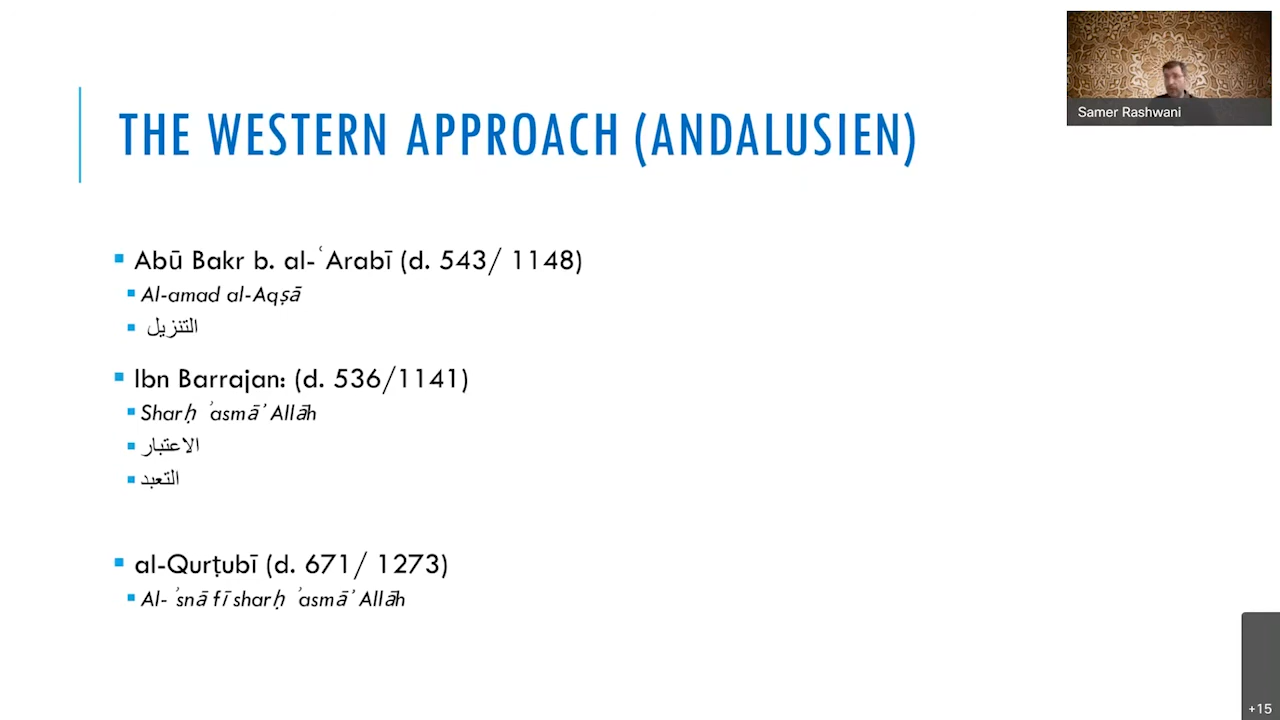 THE WESTERN APPROACH (ANDALUSIEN)
Samer Rashwani
Abū Bakr b. al-ʿArabī (d. 543/ 1148)
Al-amad al-Aqṣā
التنزيل
Ibn Barrajan: (d. 536/1141)
Sharḥ ʾasmāʾ Allāh
الاعتبار
التعبد
al-Qurṭubī (d. 671/ 1273)
Al-ʾsnā fī sharḥ ʾasmāʾ Allāh
+15